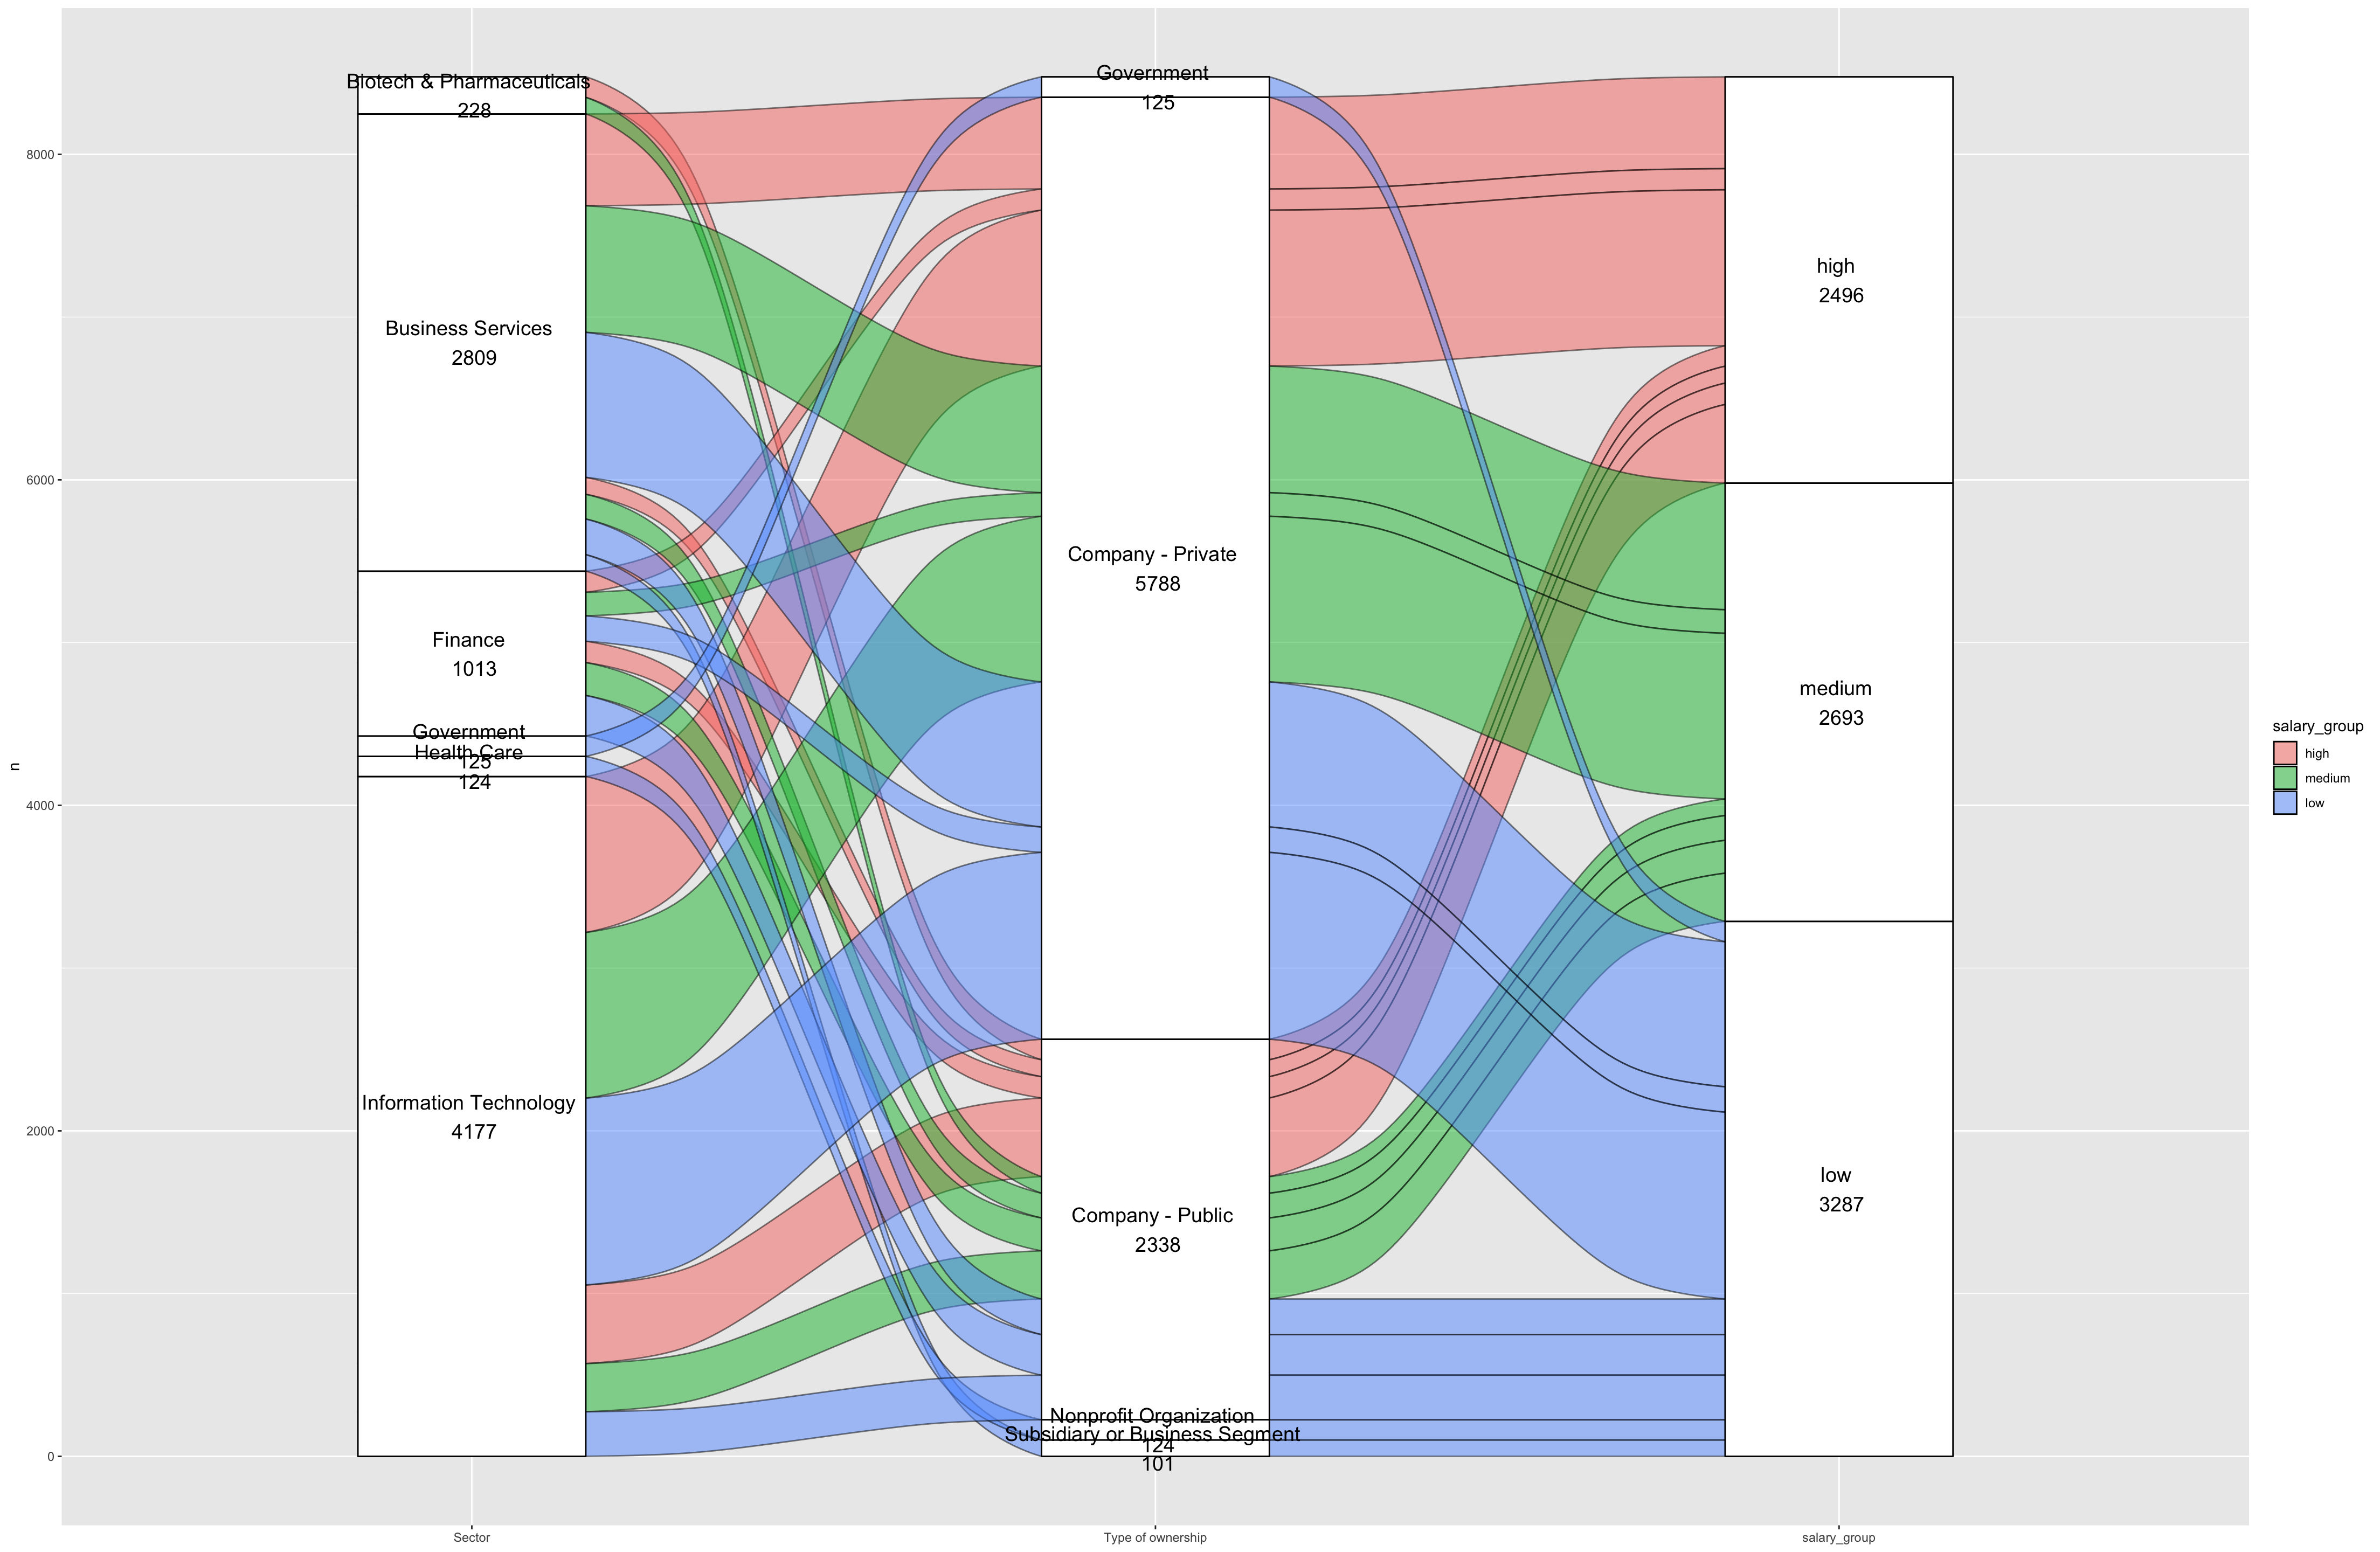 Biotech & Pharmaceuticals
228
Business Services
2809
Finance
1013
Government
125
Health Care
124
Information Technology
4177
Government
125
Company - Private
5788
Company - Public
2338
Nonprofit Organization
124
Subsidiary or Business Segment
101
high
2496
medium
2693
low
3287
n
8000
6000
4000
2000
0
Sector
Type of ownership
salary_group
salary_group
high
medium
low